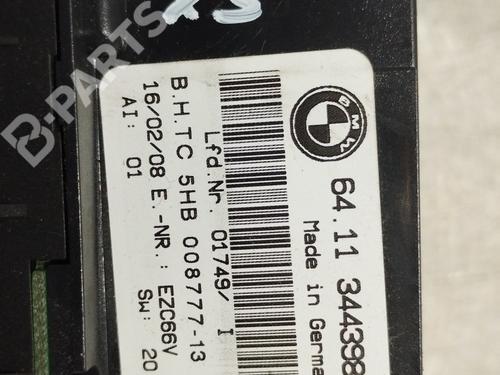 BMW
64.11 344398
Made in German
Lfd.Nr. 01749/ I
B.H.TC 5HB 008777-13
16/02/08 E.-NR.: EZC66V
AI: 01 SW: 20
B-PARTS